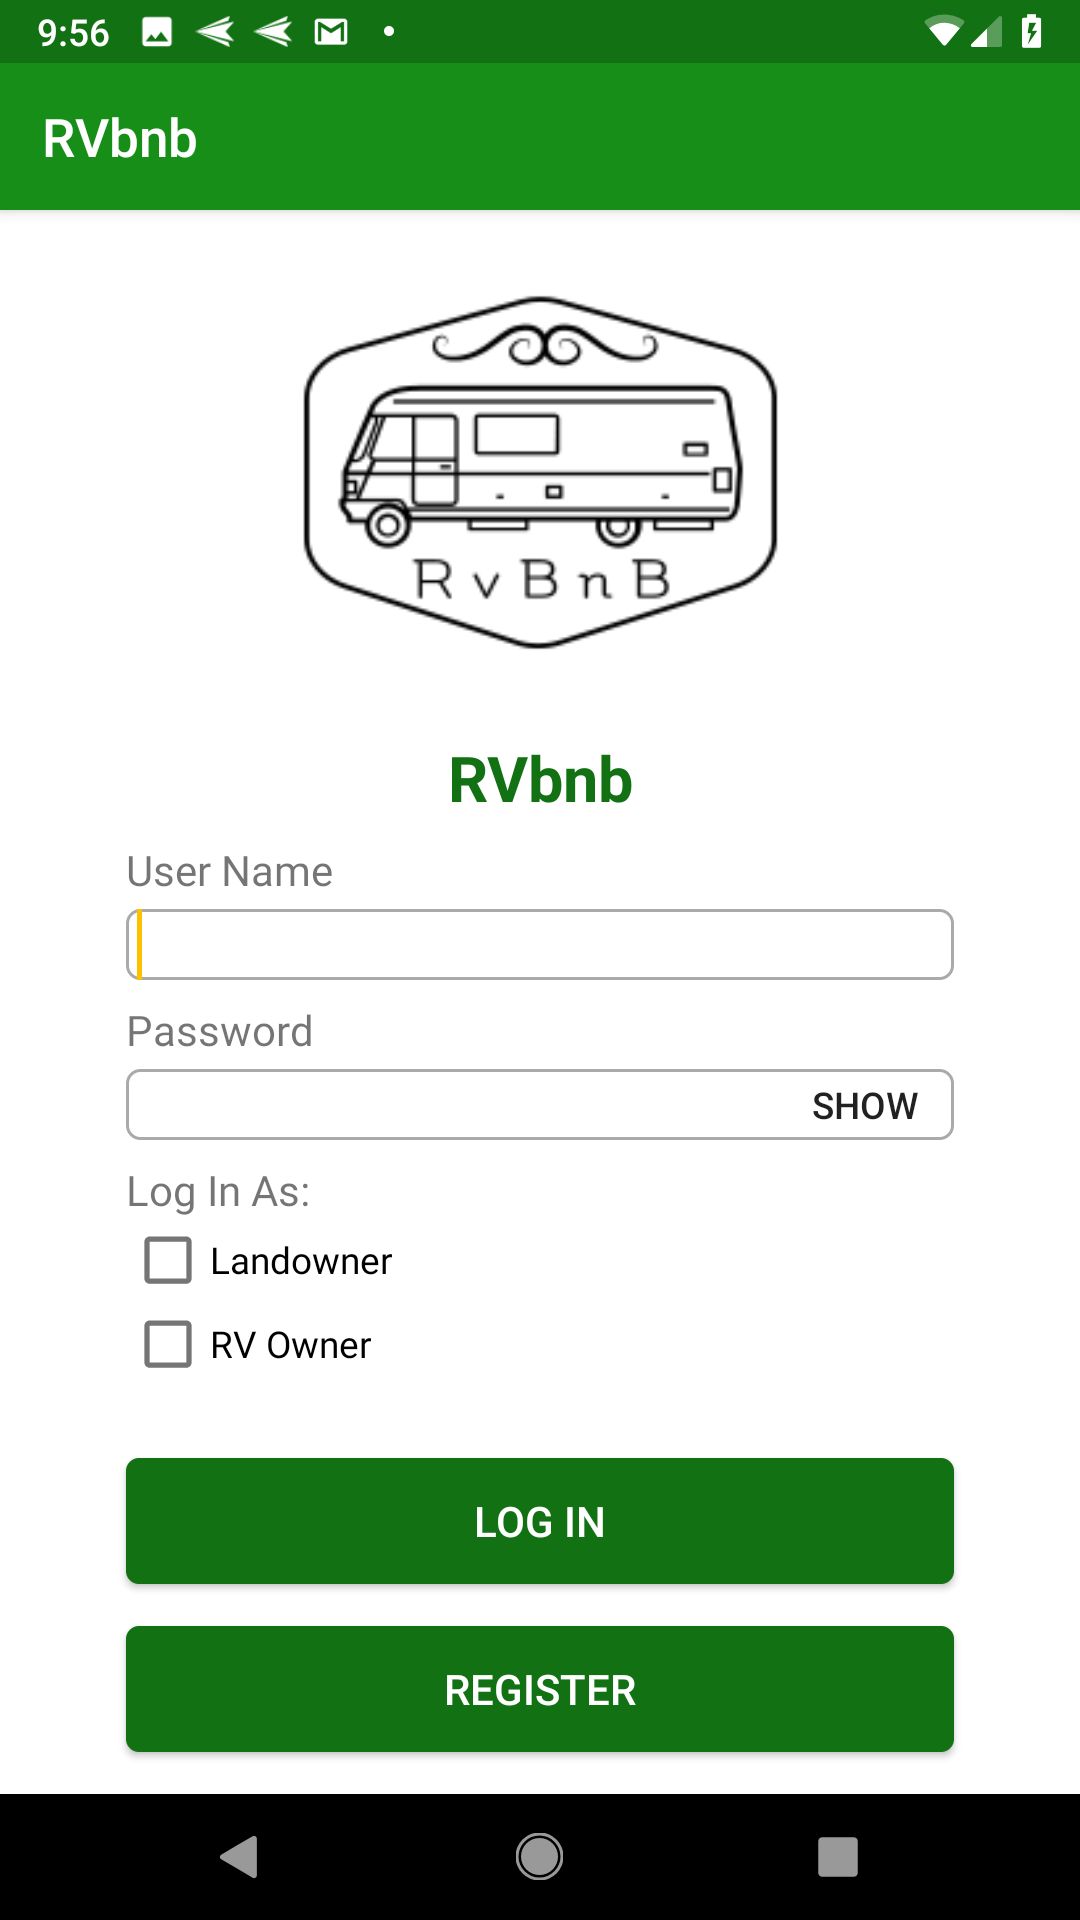 9:56
RVbnb
RvBnB
RVbnb
User Name
Password
SHOW
Log In As:
Landowner
RV Owner
LOG IN
REGISTER